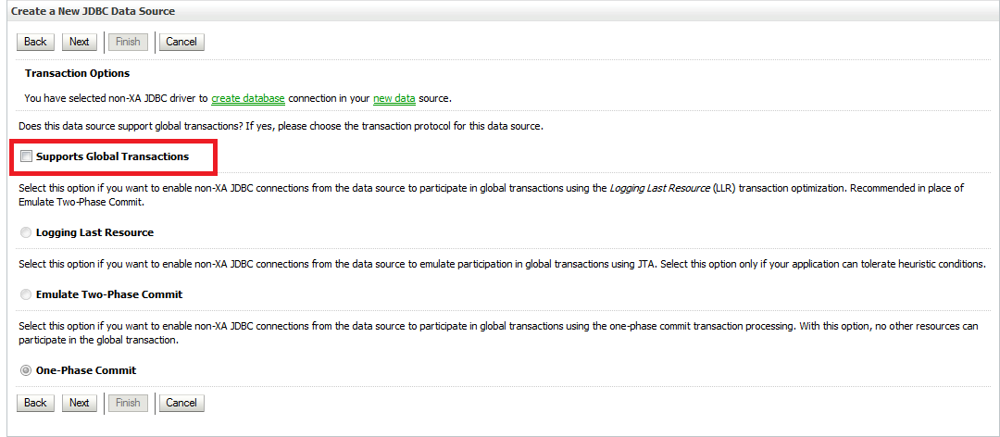 Create a New JDBC Data Source
Back Next Finish Cancel
Transaction Options
You have selected non-XA JDBC driver to create database connection in your new data source.
Does this data source support global transactions? If yes, please choose the transaction protocol for this data source.
Supports Global Transactions
Select this option if you want to enable non-XA JDBC connections from the data source to participate in global transactions using the Logging Last Resource (LLR) transaction optimization. Recommended in place of
Emulate Two-Phase Commit.
Logging Last Resource
Select this option if you want to enable non-XA JDBC connections from the data source to emulate participation in global transactions using JTA. Select this option only if your application can tolerate heuristic conditions.
Emulate Two-Phase Commit
Select this option if you want to enable non-XA JDBC connections from the data source to participate in global transactions using the one-phase commit transaction processing. With this option, no other resources can
participate in the global transaction.
One-Phase Commit
Back Next Finish Cancel